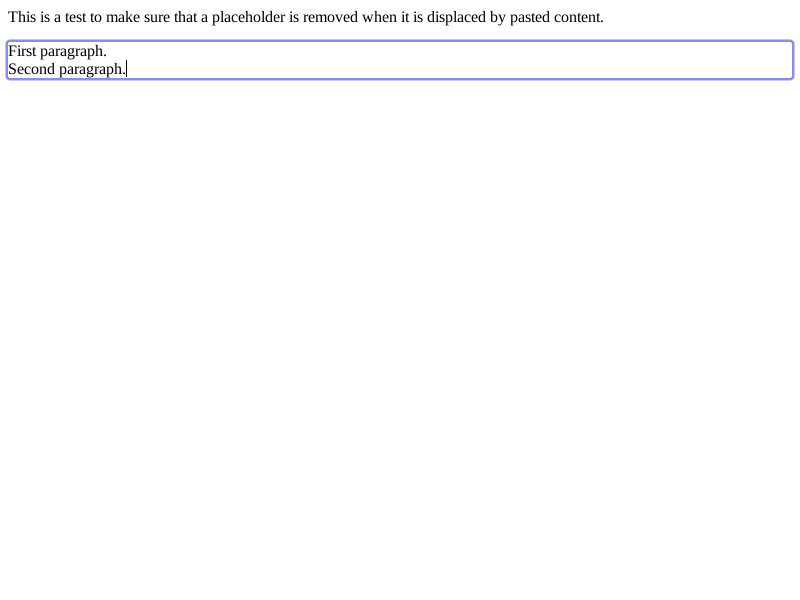 This is a test to make sure that a placeholder is removed when it is displaced by pasted content.
First paragraph.
Second paragraph.